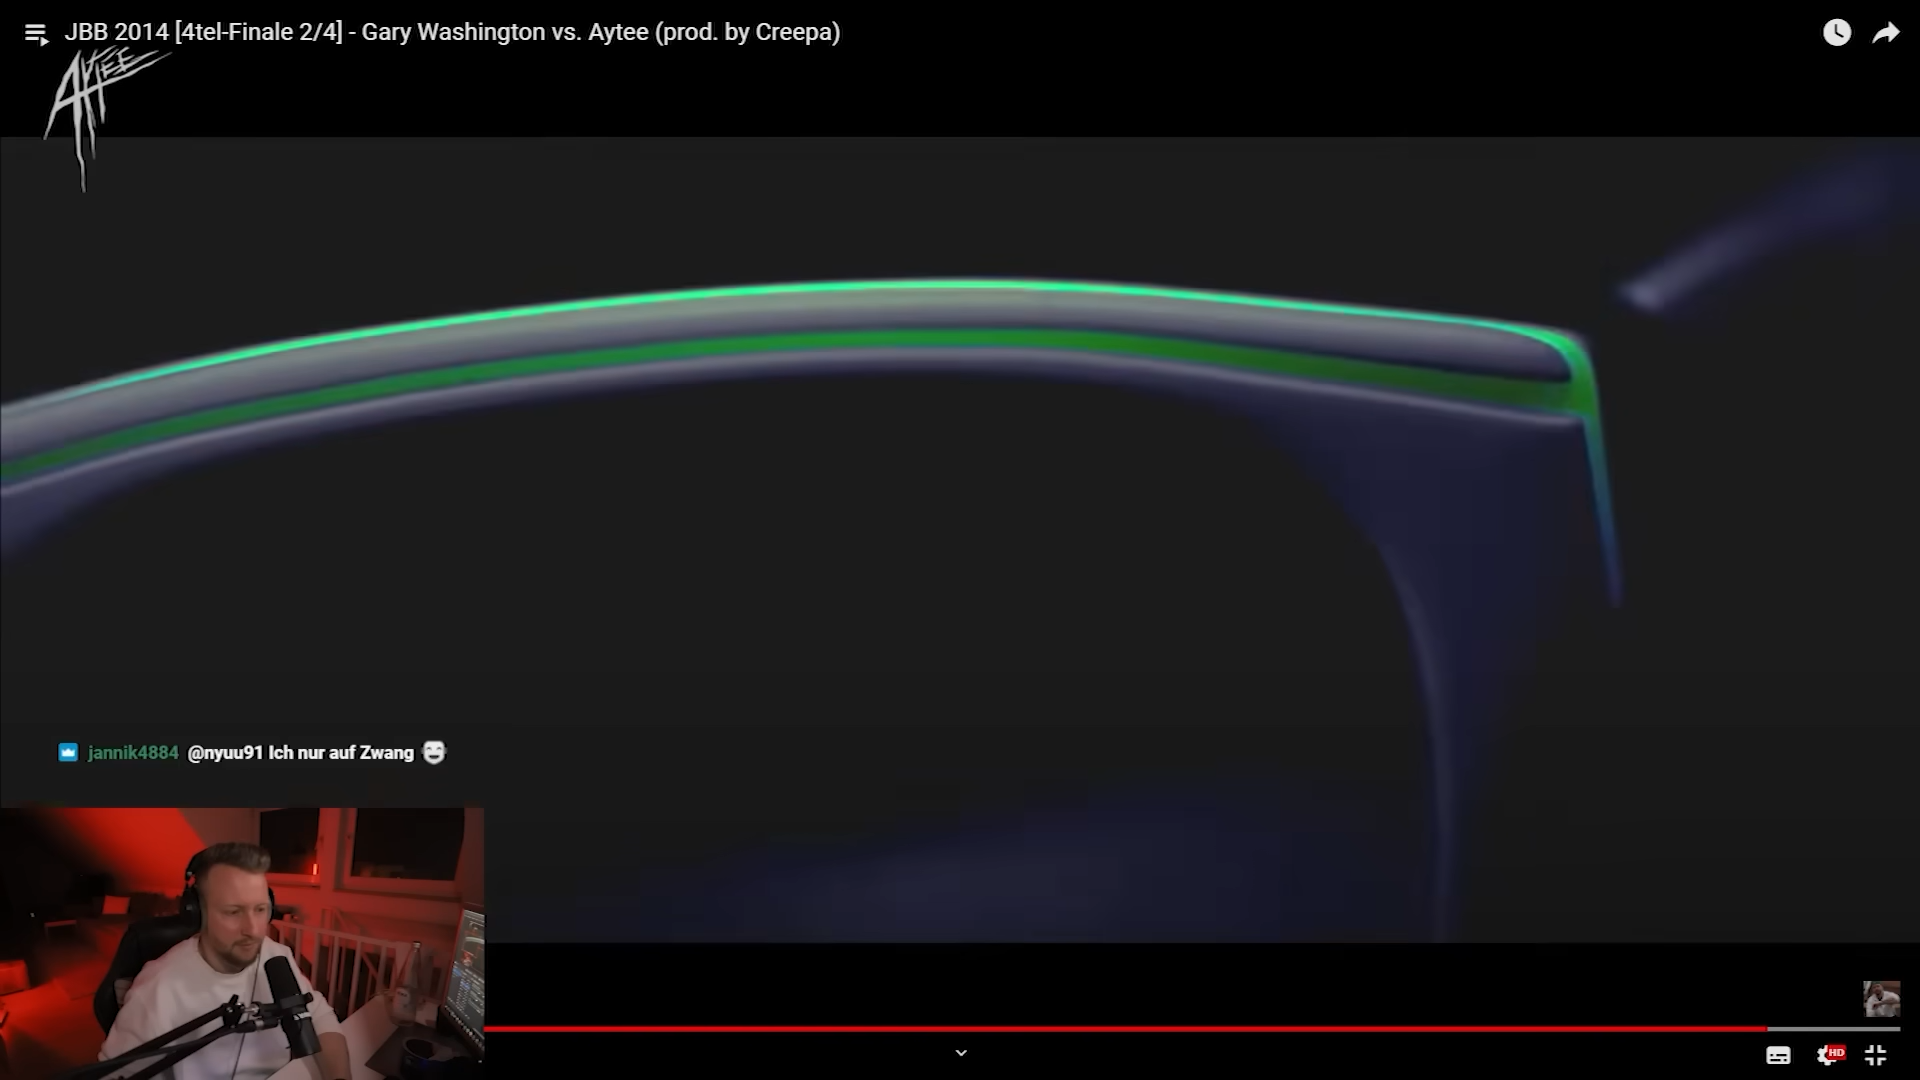 JBB 2014 [4tel-Finale 2/4] - Gary Washington vs. Aytee (prod. by Creepa)
AYTEE
jannik4884 @nyuu91 Ich nur auf Zwang
HD